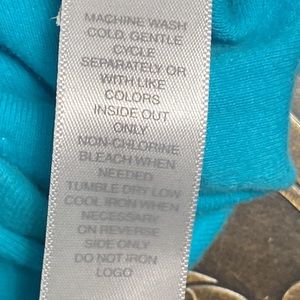 MACHINE WASH
COLD, GENTLE
CYCLE
SEPARATELY OR
WITH LIKE
COLORS
INSIDE OUT
ONLY
NON-CHLORINE
BLEACH WHEN
NEEDED
TUMBLE DRY LOW
COOL IRON WHEN
NECESSARY
ON REVERSE
SIDE ONLY
DO NOT IRON
LOGO